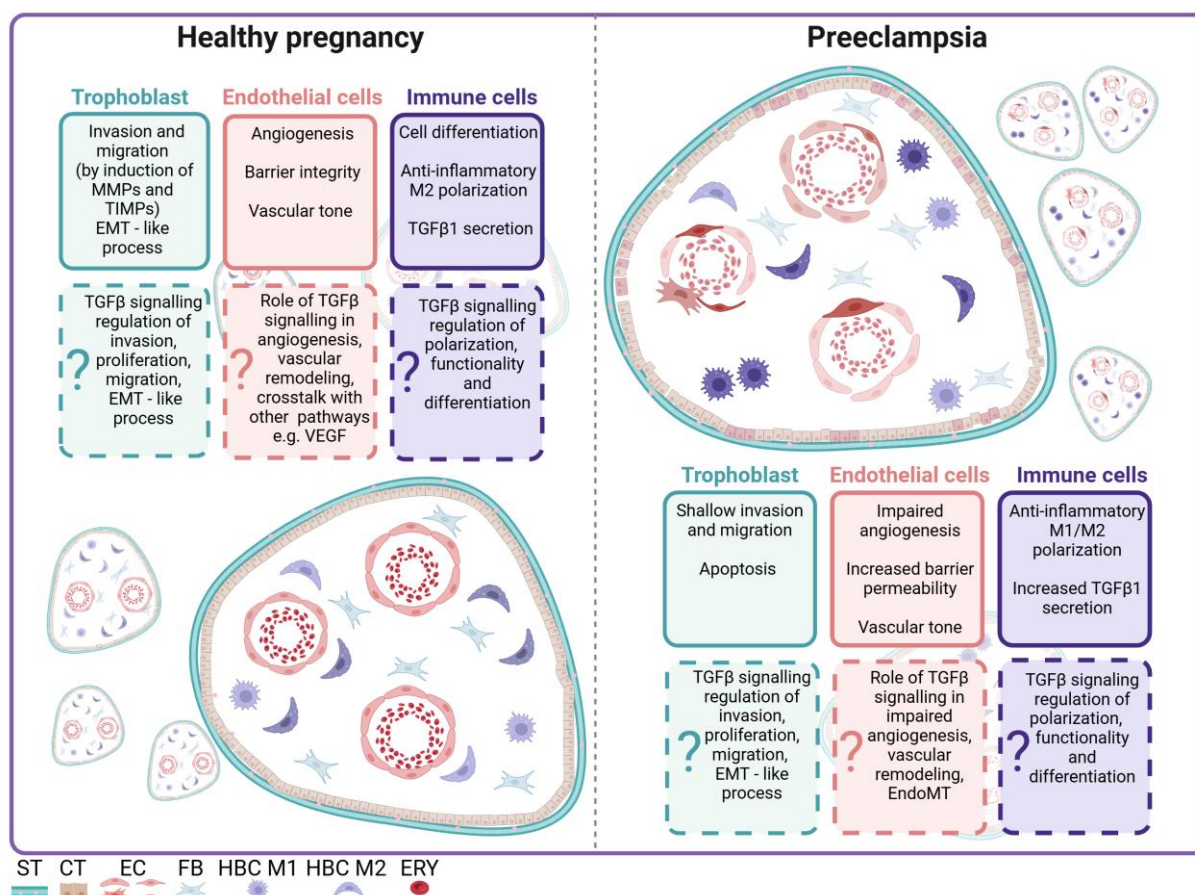 Healthy pregnancy
Trophoblast
Invasion and
migration
(by induction of
MMPs and
TIMPs)
EMT - like
process
Endothelial cells
Angiogenesis
Barrier integrity
Vascular tone
Immune cells
Cell differentiation
Anti-inflammatory
M2 polarization
TGFβ1 secretion
?
TGFβ signalling
regulation of
invasion,
proliferation,
migration,
EMT - like
process
?
Role of TGFβ
signalling in
angiogenesis,
vascular
remodeling,
crosstalk with
other pathways
e.g. VEGF
?
TGFβ signalling
regulation of
polarization,
functionality
and
differentiation
Preeclampsia
Trophoblast
Shallow invasion
and migration
Apoptosis
Endothelial cells
Impaired
angiogenesis
Increased barrier
permeability
Vascular tone
Immune cells
Anti-inflammatory
M1/M2
polarization
Increased TGFβ1
secretion
?
TGFβ signalling
regulation of
invasion,
proliferation,
migration,
EMT - like
process
?
Role of TGFβ
signalling in
impaired
angiogenesis,
vascular
remodeling,
EndoMT
?
TGFβ signaling
regulation of
polarization,
functionality
and
differentiation
ST CT EC FB HBC M1 HBC M2 ERY